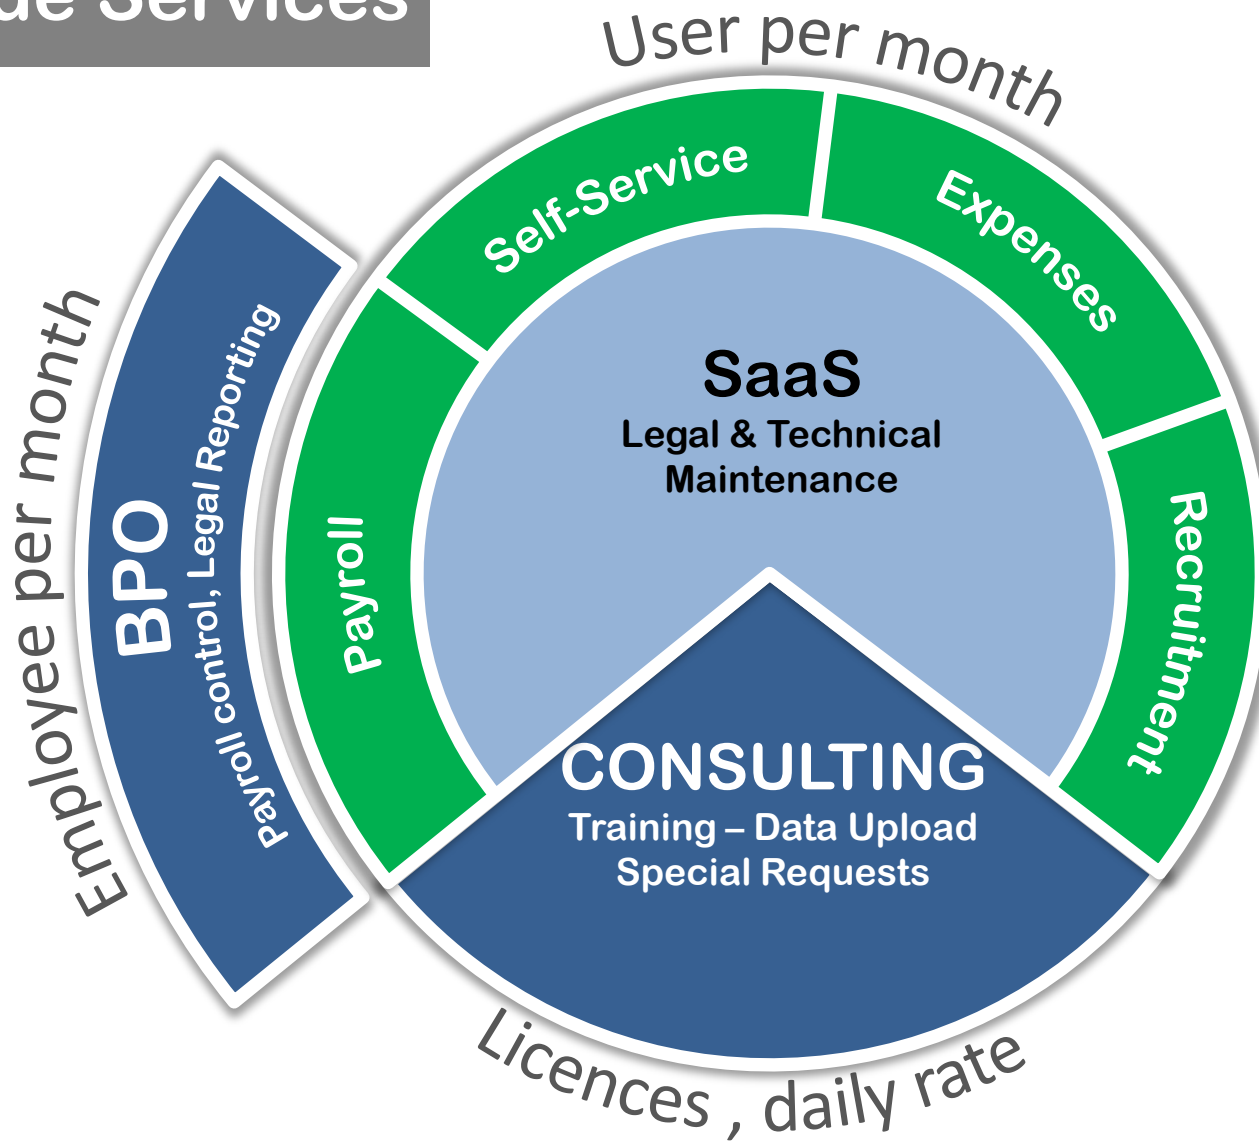 Services
User per month
Self-Service
Expenses
SaaS
Legal & Technical
Maintenance
Employee per month
BPO
Payroll control, Legal Reporting
Payroll
Recruitment
CONSULTING
Training – Data Upload
Special Requests
Licences , daily rate